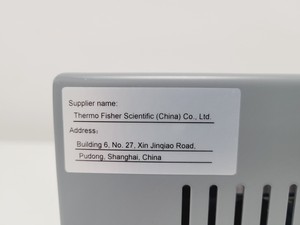 Supplier name:
Thermo Fisher Scientific (China) Co., Ltd.
Address:
Building 6, No. 27, Xin Jinqiao Road,
Pudong, Shanghai, China